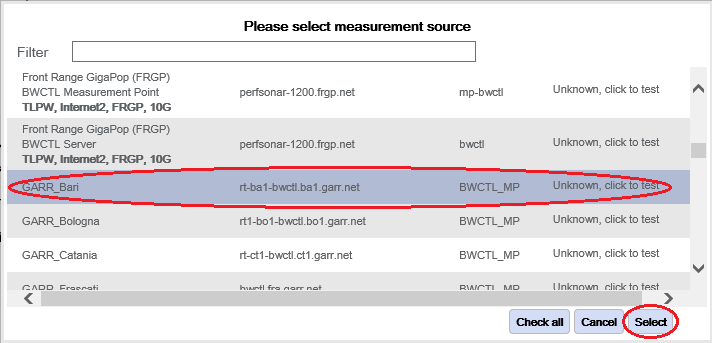 Please select measurement source
Filter
Front Range GigaPop (FRGP)
BWCTL Measurement Point perfsonar-1200.frgp.net mp-bwctl Unknown, click to test
TLPW, Internet2, FRGP, 10G
Front Range GigaPop (FRGP)
BWCTL Server perfsonar-1200.frgp.net bwctl Unknown, click to test
TLPW, Internet2, FRGP, 10G
GARR_Bari rt-ba1-bwctl.ba1.garr.net BWCTL_MP Unknown, click to test
GARR_Bologna rt1-bo1-bwctl.bo1.garr.net BWCTL_MP Unknown, click to test
GARR_Catania rt-ct1-bwctl.ct1.garr.net BWCTL_MP Unknown, click to test
GARR_Frascati bwctl.fra.garr.net BWCTL_MP Unknown, click to test
Check all Cancel Select